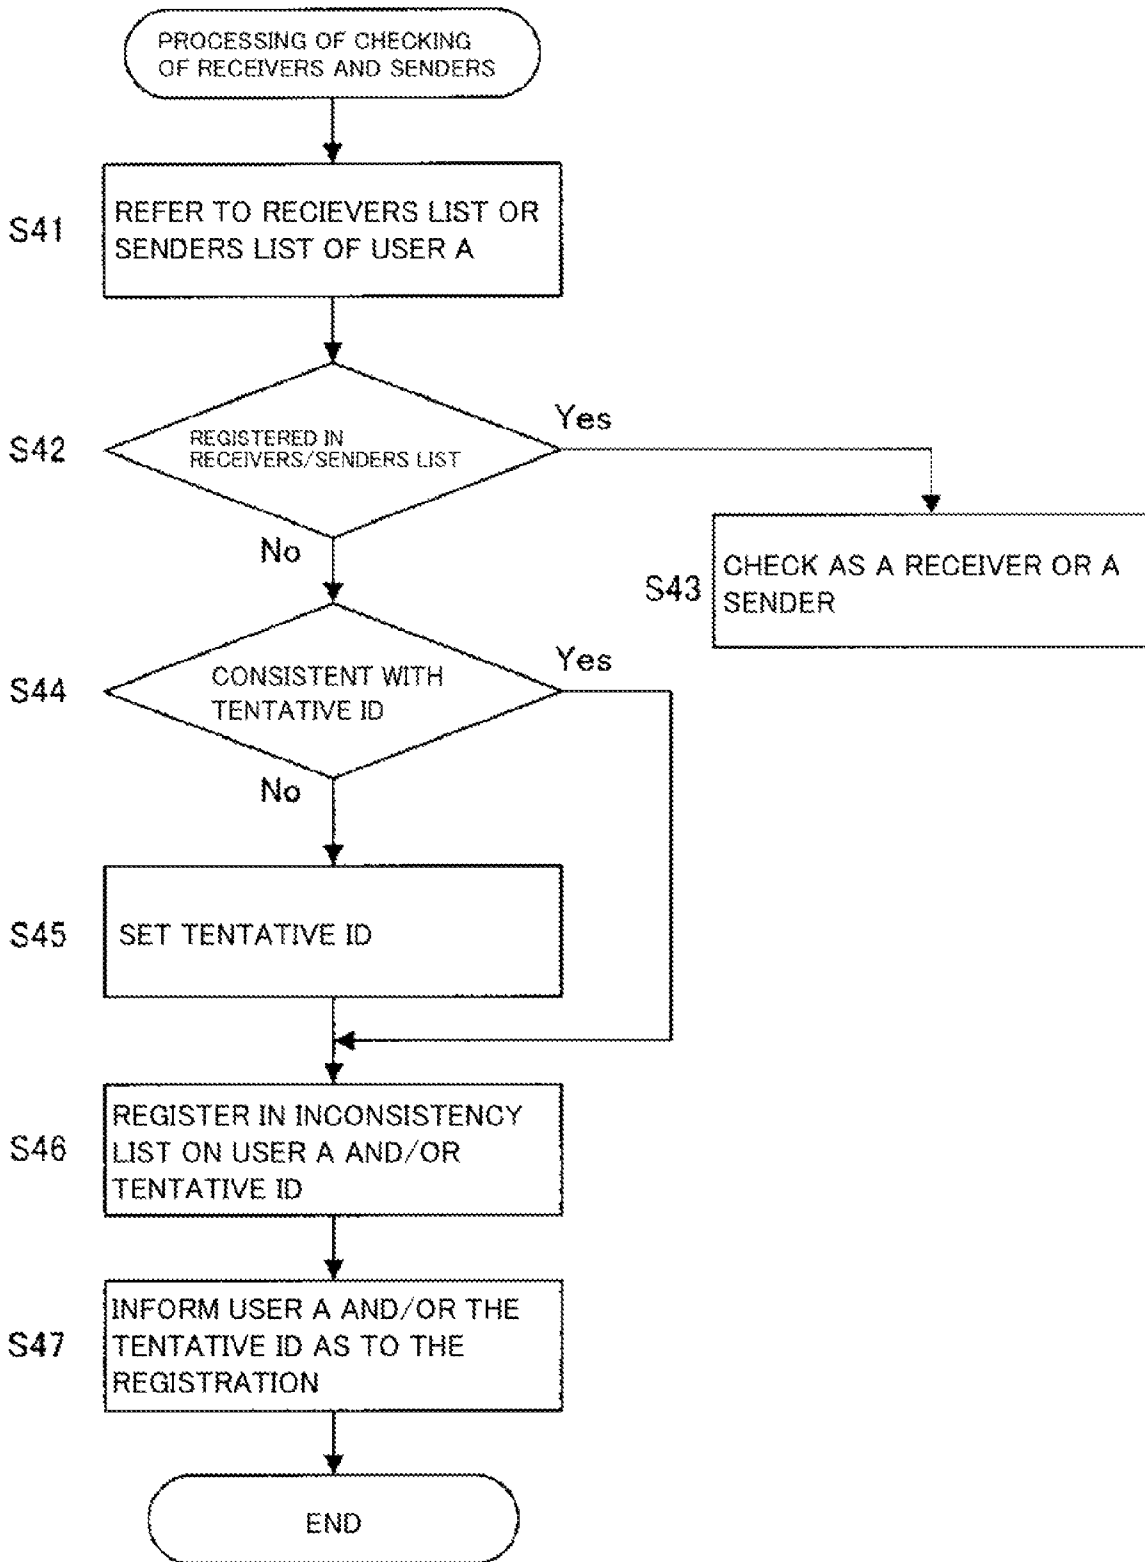 PROCESSING OF CHECKING
OF RECEIVERS AND SENDERS
S41
REFER TO RECIEVERS LIST OR
SENDERS LIST OF USER A
S42
REGISTERED IN
RECEIVERS/SENDERS LIST
Yes
No
S43
CHECK AS A RECEIVER OR A
SENDER
S44
CONSISTENT WITH
TENTATIVE ID
Yes
No
S45
SET TENTATIVE ID
S46
REGISTER IN INCONSISTENCY
LIST ON USER A AND/OR
TENTATIVE ID
S47
INFORM USER A AND/OR THE
TENTATIVE ID AS TO THE
REGISTRATION
END